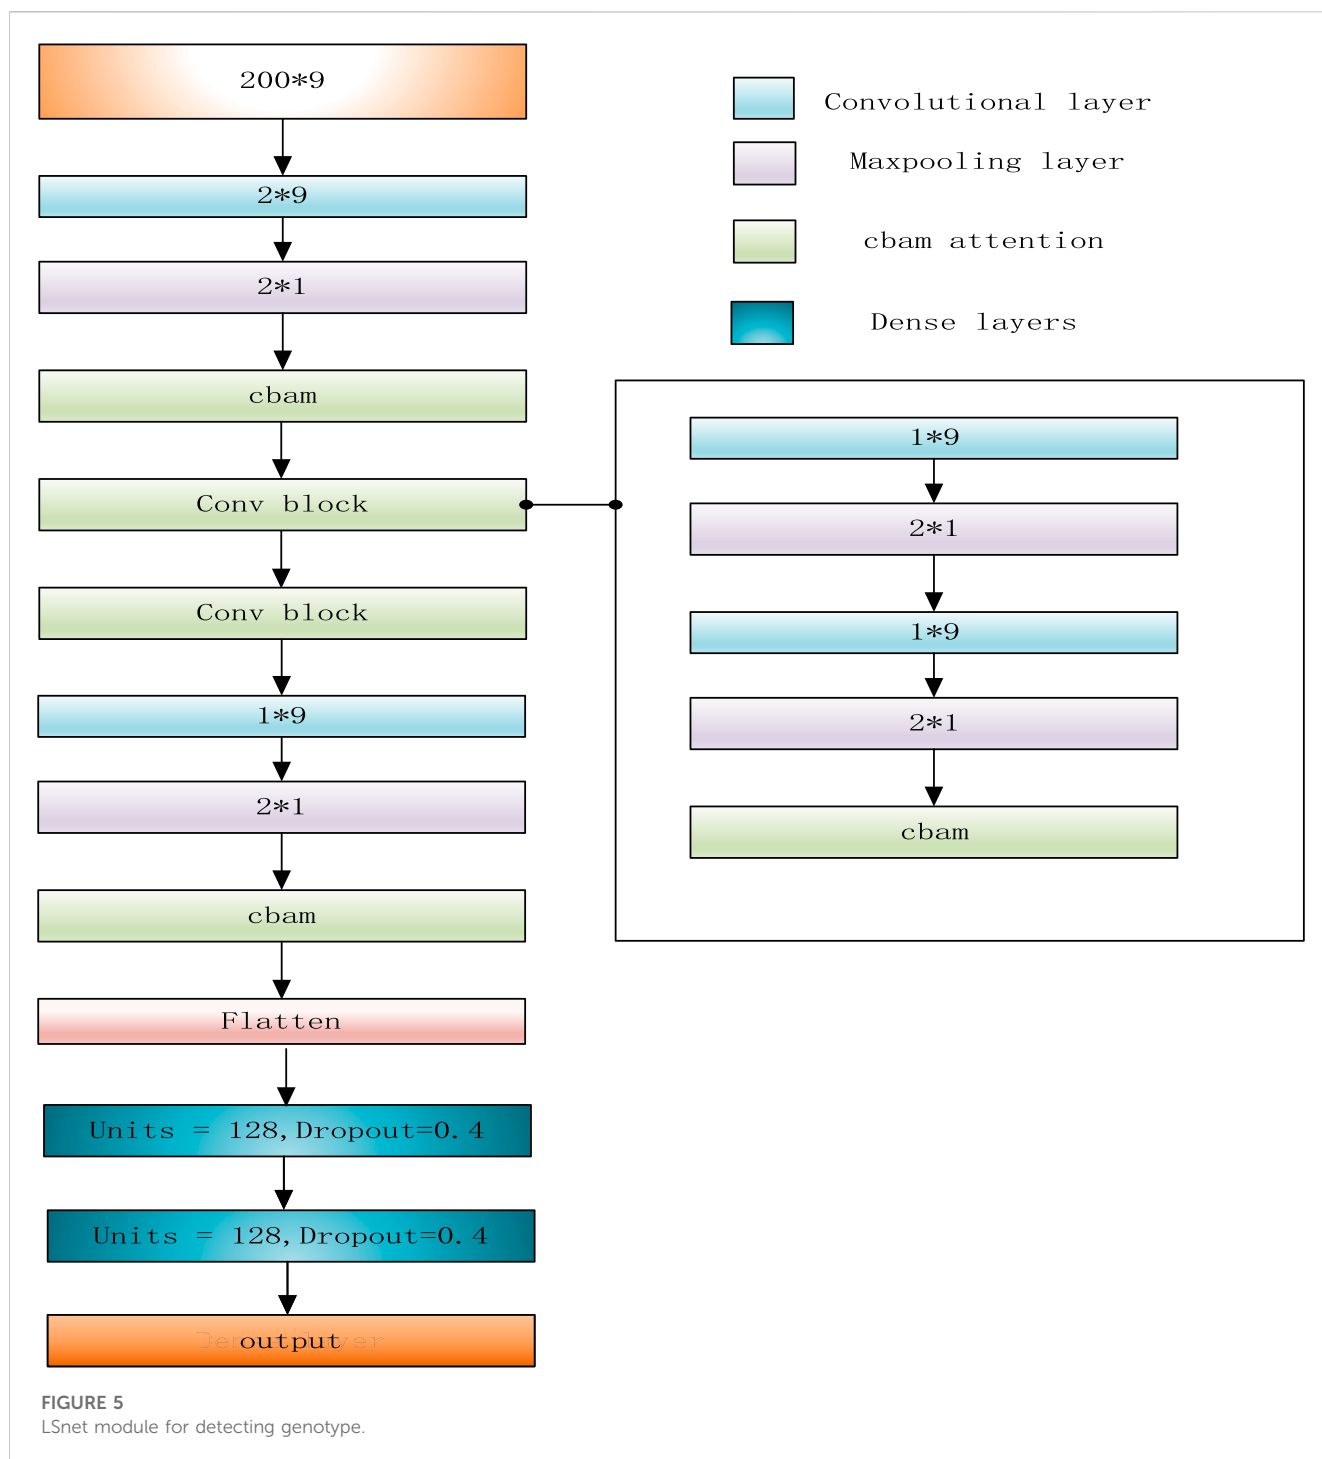 200*9
2*9
2*1
cbam
Conv block
Conv block
1*9
2*1
cbam
Flatten
Units = 128,Dropout=0.4
Units = 128,Dropout=0.4
output
Convolutional layer
Maxpooling layer
cbam attention
Dense layers
1*9
2*1
1*9
2*1
cbam
FIGURE 5
LSnet module for detecting genotype.